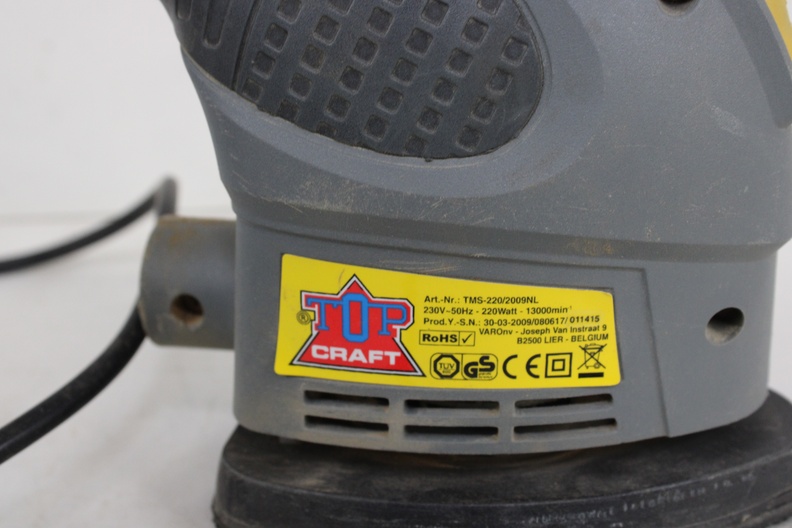 TOP
CRAFT
®
Art.-Nr.: TMS-220/2009NL
230V~50Hz - 220Watt - 13000min⁻¹
Prod.Y.-S.N.: 30-03-2009/080617/011415
VAROnv - Joseph Van Instraat 9
B2500 LIER - BELGIUM
RoHS ✓
TÜV GS CE